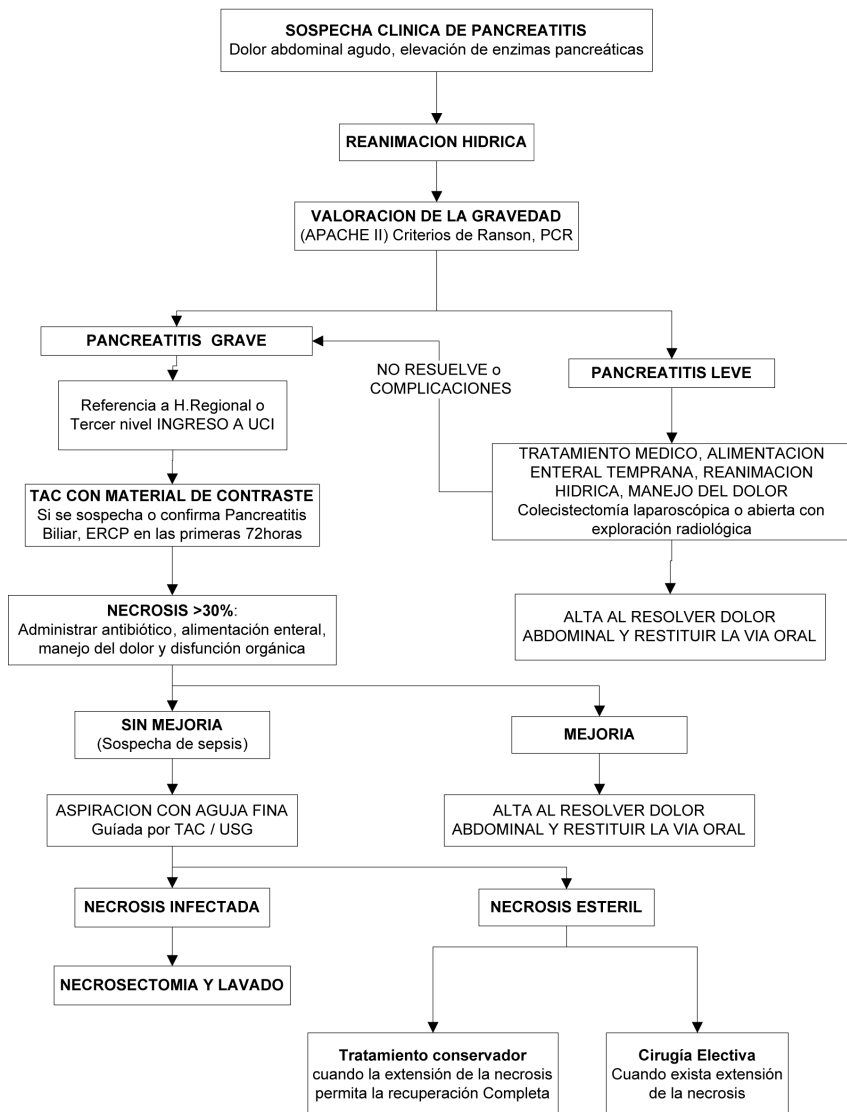 SOSPECHA CLINICA DE PANCREATITIS
Dolor abdominal agudo, elevación de enzimas pancreáticas
REANIMACION HIDRICA
VALORACION DE LA GRAVEDAD
(APACHE II) Criterios de Ranson, PCR
PANCREATITIS GRAVE
NO RESUELVE o
COMPLICACIONES
PANCREATITIS LEVE
Referencia a H.Regional o
Tercer nivel INGRESO A UCI
TRATAMIENTO MEDICO, ALIMENTACION
ENTERAL TEMPRANA, REANIMACION
HIDRICA, MANEJO DEL DOLOR
Colecistectomía laparoscópica o abierta con
exploración radiológica
TAC CON MATERIAL DE CONTRASTE
Si se sospecha o confirma Pancreatitis
Biliar, ERCP en las primeras 72horas
NECROSIS >30%:
Administrar antibiótico, alimentación enteral,
manejo del dolor y disfunción orgánica
ALTA AL RESOLVER DOLOR
ABDOMINAL Y RESTITUIR LA VIA ORAL
SIN MEJORIA
(Sospecha de sepsis)
MEJORIA
ASPIRACION CON AGUJA FINA
Guíada por TAC / USG
ALTA AL RESOLVER DOLOR
ABDOMINAL Y RESTITUIR LA VIA ORAL
NECROSIS INFECTADA
NECROSIS ESTERIL
NECROSECTOMIA Y LAVADO
Tratamiento conservador
cuando la extensión de la necrosis
permita la recuperación Completa
Cirugía Electiva
Cuando exista extensión
de la necrosis